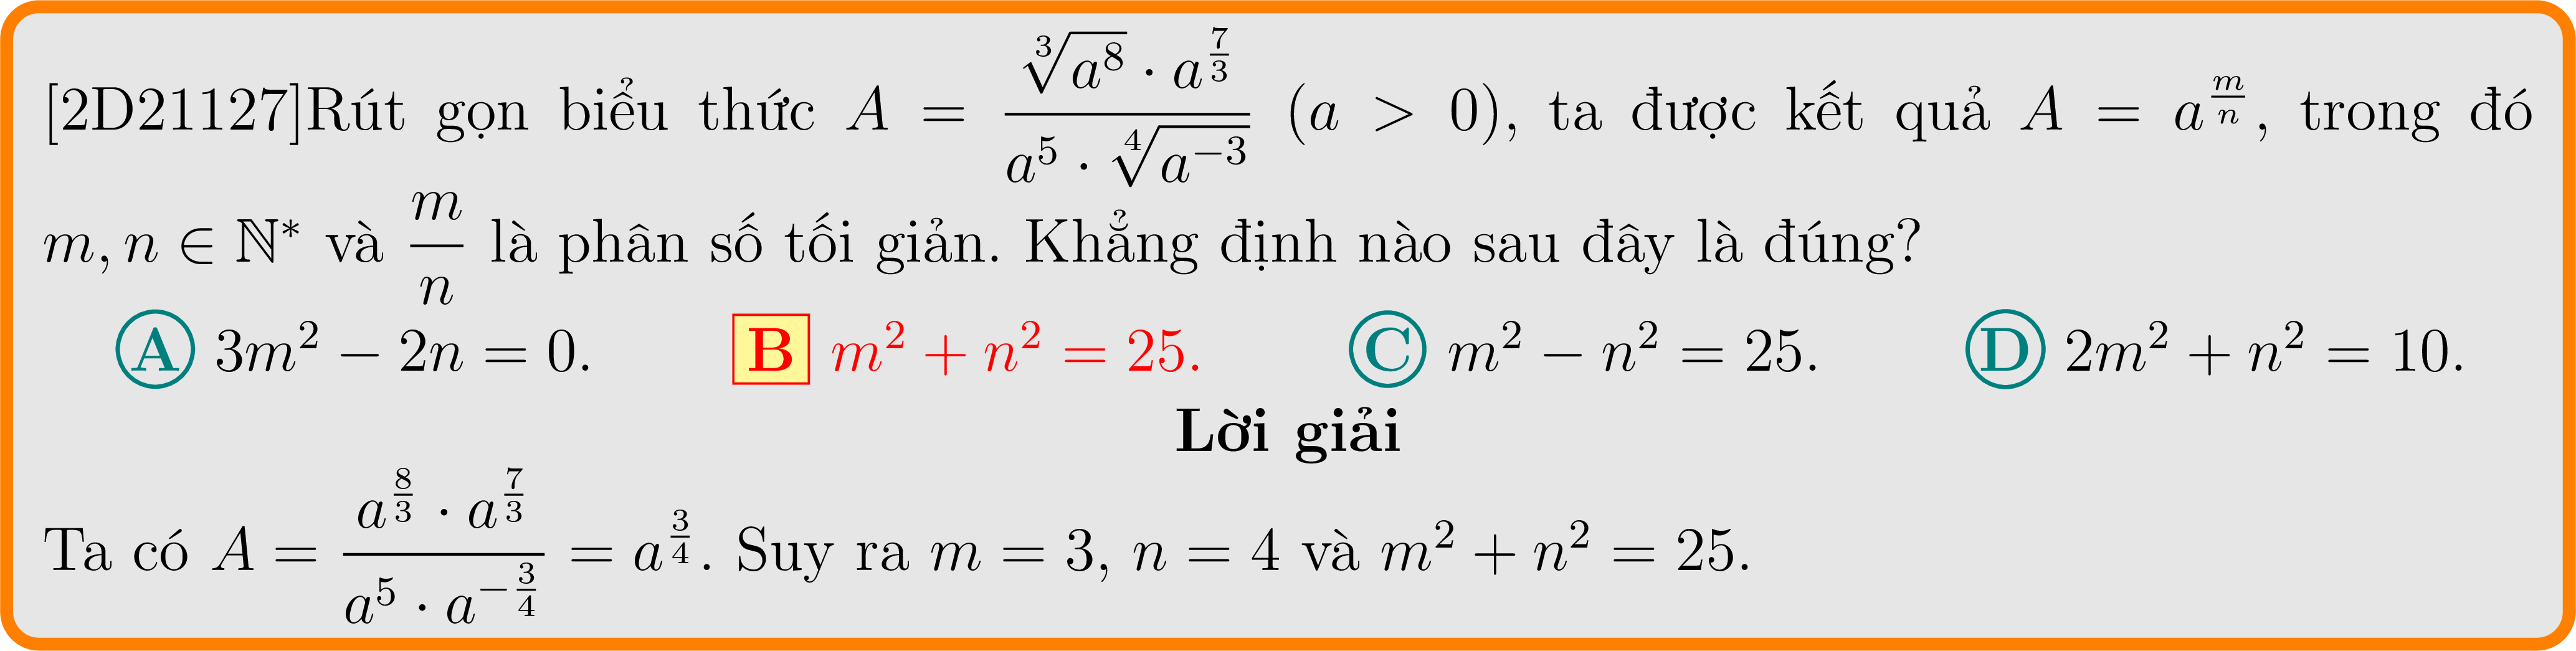 [2D21127]Rút gọn biểu thức $A = \dfrac{\sqrt[3]{a^8} \cdot a^{\frac{7}{3}}}{a^5 \cdot \sqrt[4]{a^{-3}}}$ $(a > 0)$, ta được kết quả $A = a^{\frac{m}{n}}$, trong đó
$m, n \in \mathbb{N}^*$ và $\dfrac{m}{n}$ là phân số tối giản. Khẳng định nào sau đây là đúng?
A $3m^2 - 2n = 0$. B $m^2 + n^2 = 25$. C $m^2 - n^2 = 25$. D $2m^2 + n^2 = 10$.
Lời giải
Ta có $A = \dfrac{a^{\frac{8}{3}} \cdot a^{\frac{7}{3}}}{a^5 \cdot a^{-\frac{3}{4}}} = a^{\frac{3}{4}}$. Suy ra $m = 3$, $n = 4$ và $m^2 + n^2 = 25$.